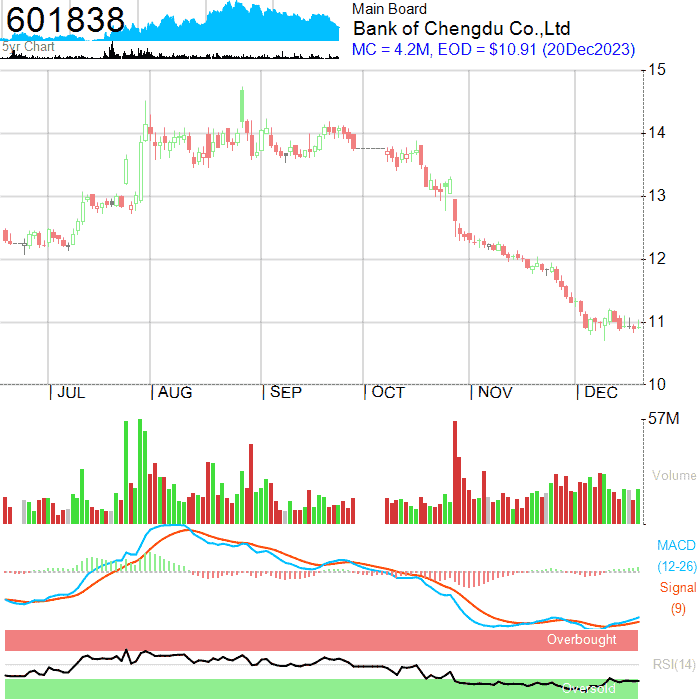 601838
Main Board
Bank of Chengdu Co.,Ltd
MC = 4.2M, EOD = $10.91 (20Dec2023)
5yr Chart
15
14
13
12
11
10
JUL AUG SEP OCT NOV DEC
57M
Volume
MACD
(12-26)
Signal
(9)
Overbought
RSI(14)
Oversold